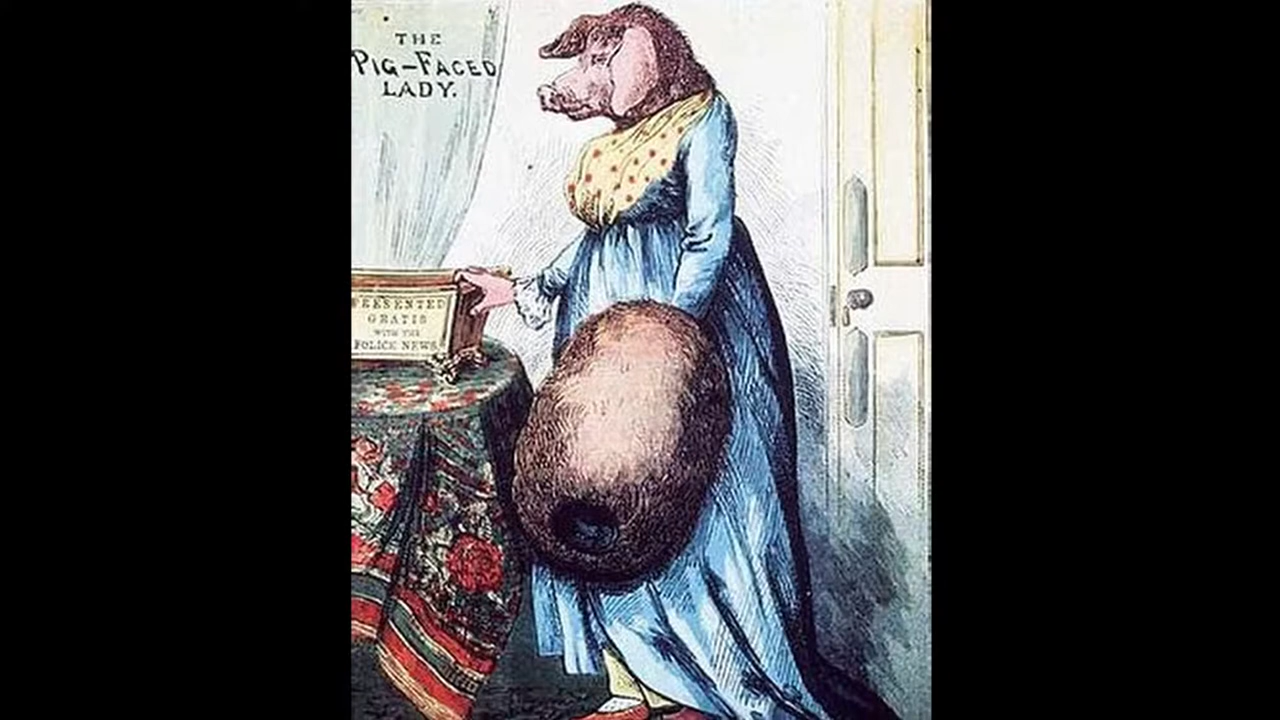 THE
PIG-FACED
LADY.
PRESENTED
GRATIS
WITH THE
POLICE NEWS